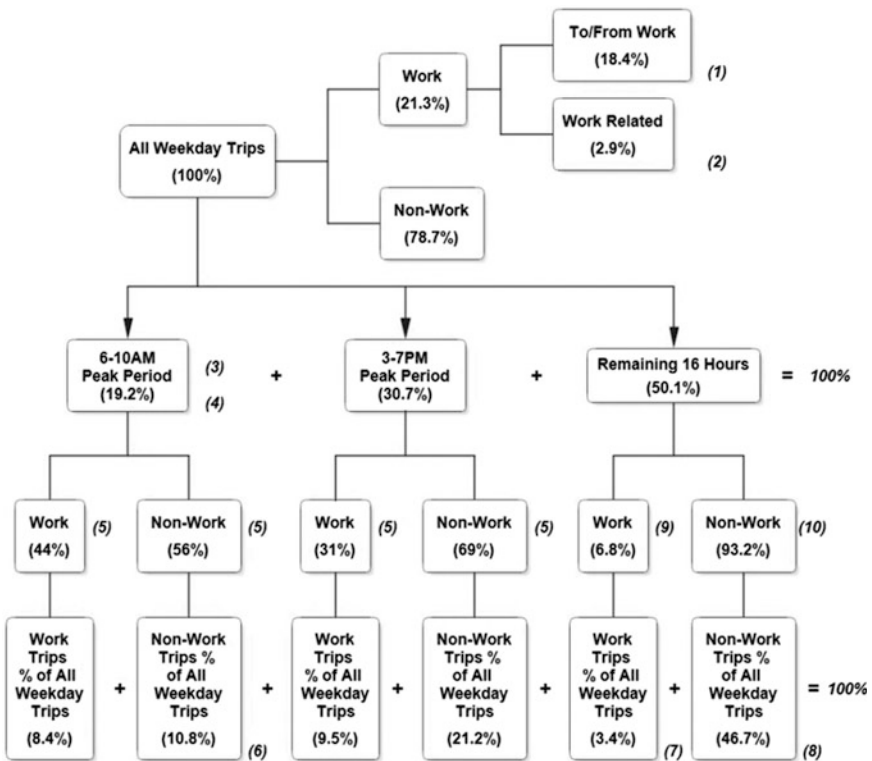 To/From Work
(18.4%)
(1)
Work
(21.3%)
Work Related
(2.9%)
(2)
All Weekday Trips
(100%)
Non-Work
(78.7%)
6-10AM
Peak Period
(19.2%)
(3)
(4)
+
3-7PM
Peak Period
(30.7%)
+
Remaining 16 Hours
(50.1%)
= 100%
Work
(44%)
(5)
Non-Work
(56%)
(5)
Work
(31%)
(5)
Non-Work
(69%)
(5)
Work
(6.8%)
(9)
Non-Work
(93.2%)
(10)
Work
Trips
% of All
Weekday
Trips
(8.4%)
+
Non-Work
Trips %
of All
Weekday
Trips
(10.8%)
(6)
+
Work
Trips
% of All
Weekday
Trips
(9.5%)
+
Non-Work
Trips %
of All
Weekday
Trips
(21.2%)
+
Work
Trips
% of All
Weekday
Trips
(3.4%)
(7)
+
Non-Work
Trips %
of All
Weekday
Trips
(46.7%)
(8)
= 100%